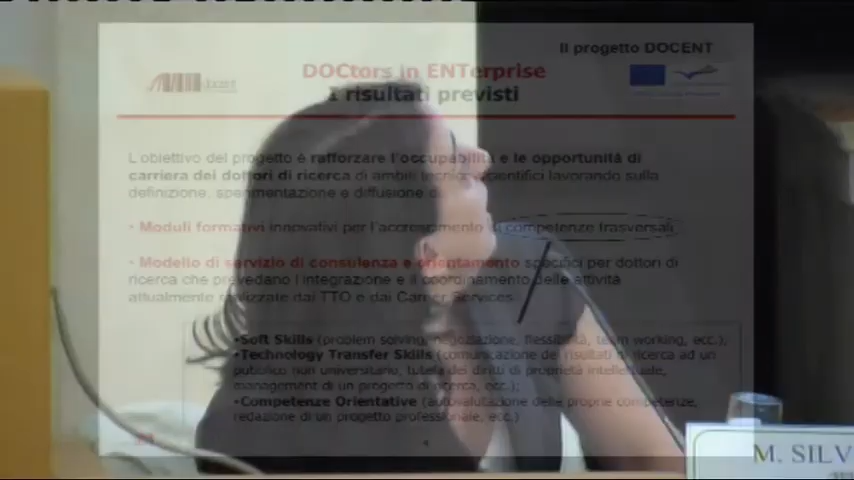 Il progetto DOCENT
docent
DOCtors in ENTerprise
I risultati previsti
L'obiettivo del progetto è rafforzare l'occupabilità e le opportunità di
carriera dei dottori di ricerca di ambiti tecnico scientifici lavorando sulla
definizione, sperimentazione e diffusione di
• Moduli formativi innovativi per l'accrescimento di competenze trasversali
• Modello di servizio di consulenza e orientamento specifici per dottori di
ricerca che prevedano l'integrazione e il coordinamento delle attività
attualmente realizzate dai TTO e dai Career Services
•Soft Skills (problem solving, negoziazione, flessibilità, team working, ecc.);
•Technology Transfer Skills (comunicazione dei risultati di ricerca ad un
pubblico non universitario, tutela dei diritti di proprietà intellettuale,
management di un progetto di ricerca, ecc.);
•Competenze Orientative (autovalutazione delle proprie competenze,
redazione di un progetto professionale, ecc.)
4
M. SILV